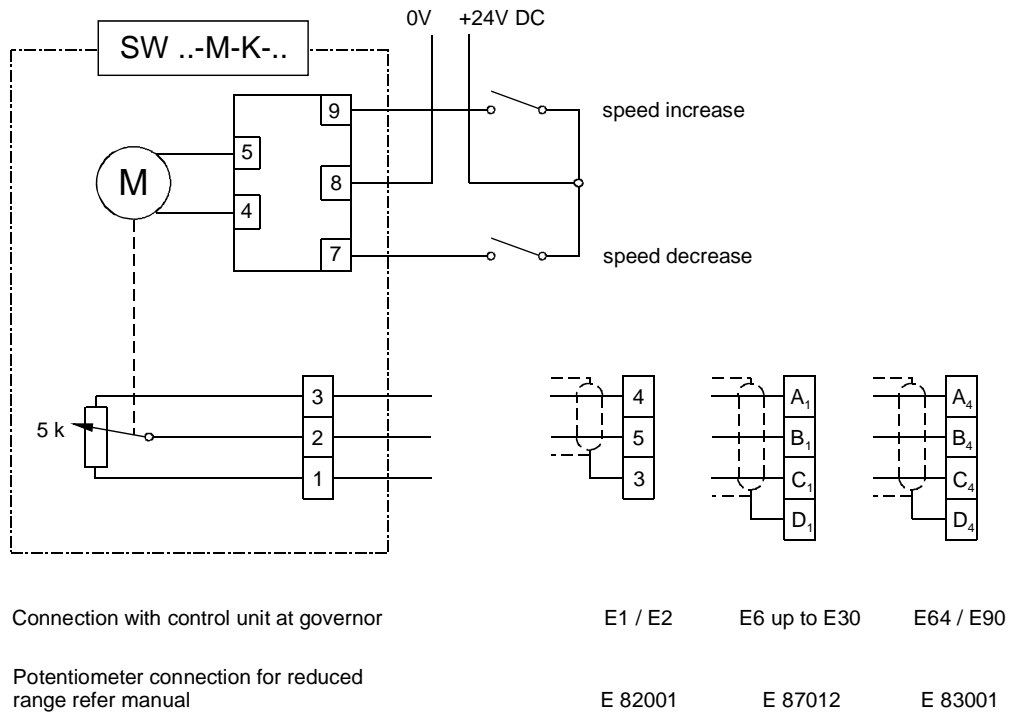 0V +24V DC
SW ..-M-K-..
9
speed increase
5
M
8
4
7
speed decrease
3
5 k
2
1
4
5
3
A1
B1
C1
D1
A4
B4
C4
D4
Connection with control unit at governor E1 / E2 E6 up to E30 E64 / E90
Potentiometer connection for reduced
range refer manual E 82001 E 87012 E 83001